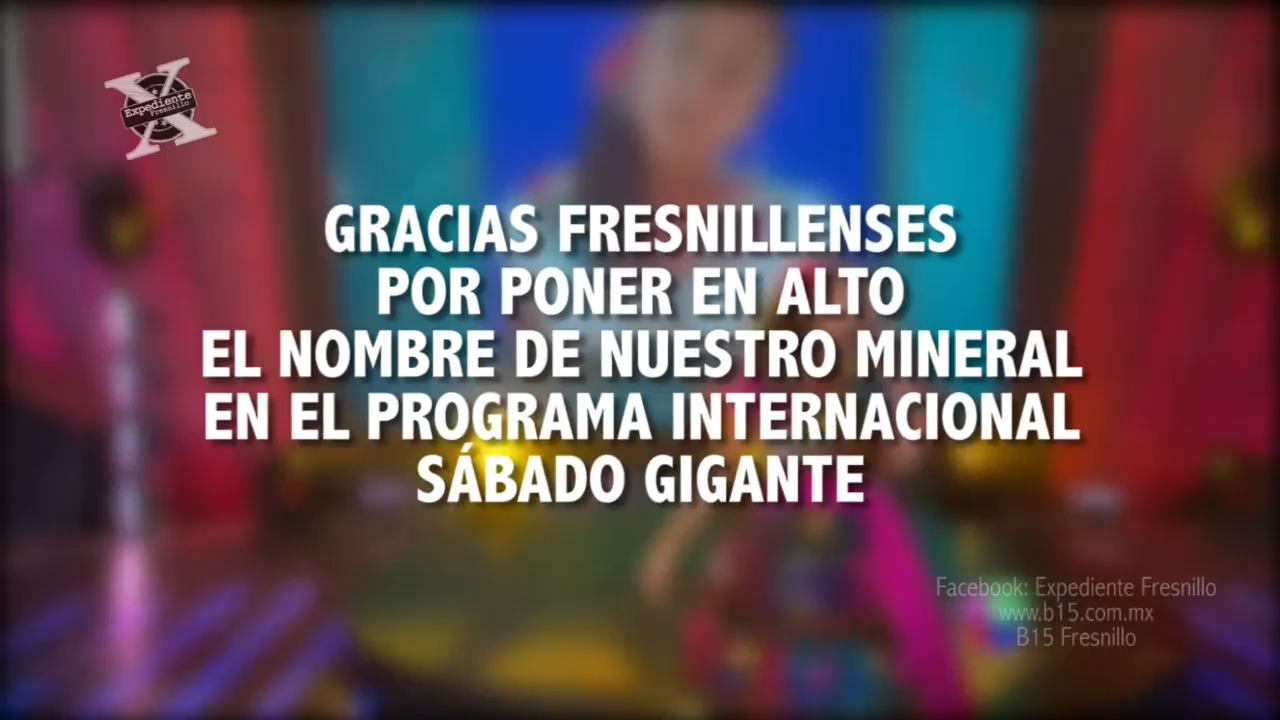 X
Expediente
Fresnillo
GRACIAS FRESNILLENSES
POR PONER EN ALTO
EL NOMBRE DE NUESTRO MINERAL
EN EL PROGRAMA INTERNACIONAL
SÁBADO GIGANTE
Facebook: Expediente Fresnillo
www.b15.com.mx
B15 Fresnillo